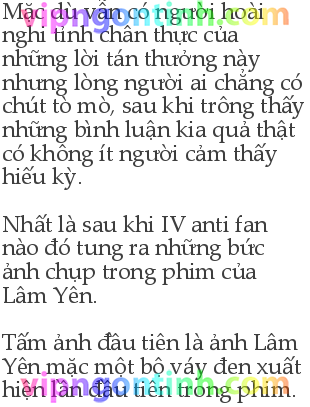 Mặc dù vẫn có người hoài
nghi tính chân thực của
những lời tán thưởng này
nhưng lòng người ai chẳng có
chút tò mò, sau khi trông thấy
những bình luận kia quả thật
có không ít người cảm thấy
hiếu kỳ.

Nhất là sau khi IV anti fan
nào đó tung ra những bức
ảnh chụp trong phim của
Lâm Yên.

Tấm ảnh đầu tiên là ảnh Lâm
Yên mặc một bộ váy đen xuất
hiện lần đầu tiên trong phim.
vipngontinh.com
vipngontinh.com